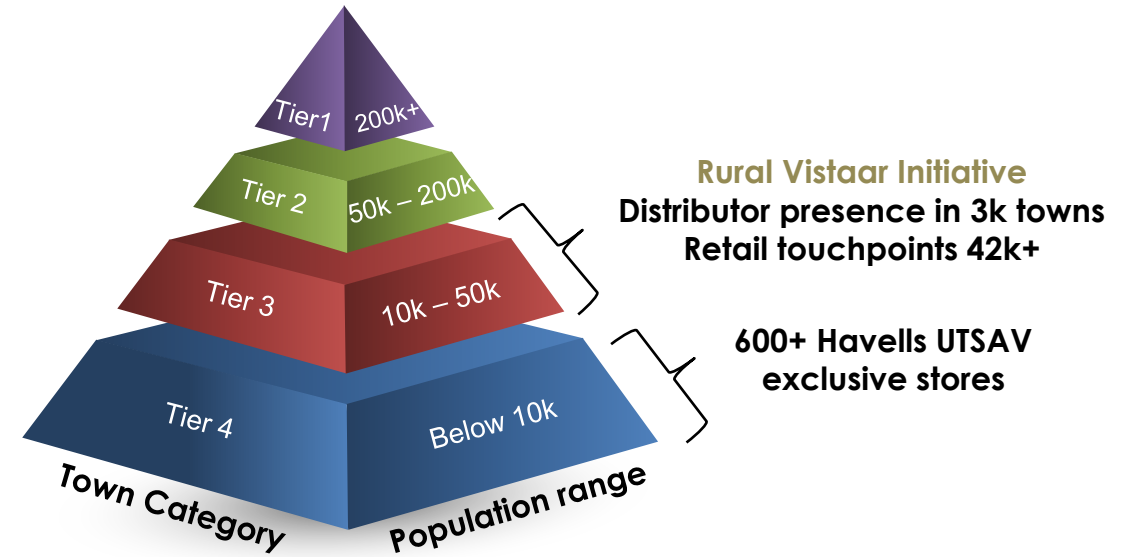 Tier1
200k+
Tier 2
50k – 200k
Tier 3
10k – 50k
Tier 4
Below 10k
Town Category
Population range
Rural Vistaar Initiative
Distributor presence in 3k towns
Retail touchpoints 42k+
600+ Havells UTSAV
exclusive stores